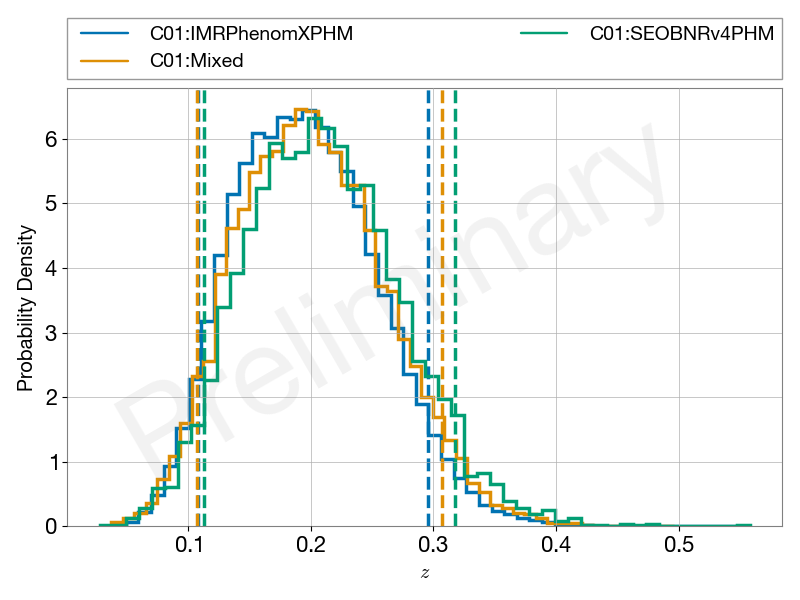 C01:IMRPhenomXPHM
C01:Mixed
C01:SEOBNRv4PHM
Preliminary
Probability Density
6
5
4
3
2
1
0
0.1 0.2 0.3 0.4 0.5
z